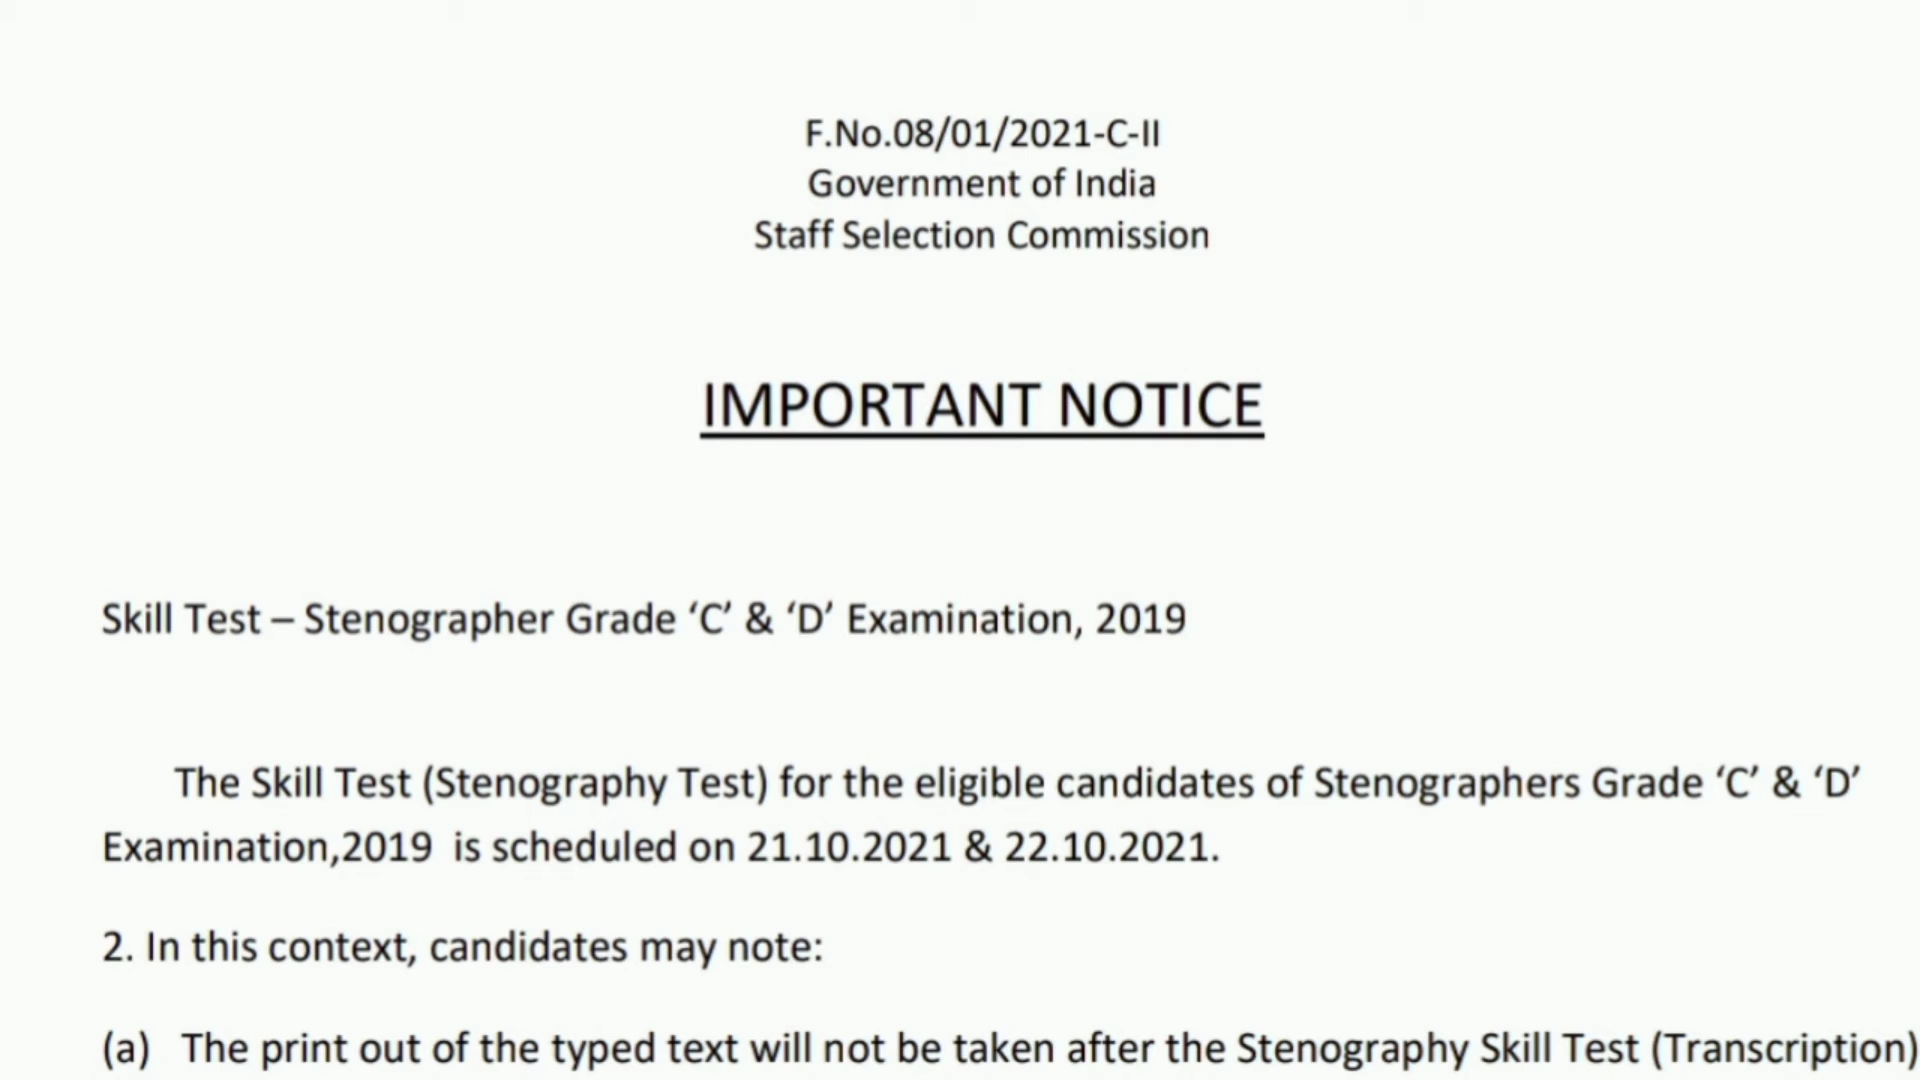 F.No.08/01/2021-C-II
Government of India
Staff Selection Commission
IMPORTANT NOTICE
Skill Test – Stenographer Grade ‘C’ & ‘D’ Examination, 2019
The Skill Test (Stenography Test) for the eligible candidates of Stenographers Grade ‘C’ & ‘D’
Examination,2019 is scheduled on 21.10.2021 & 22.10.2021.
2. In this context, candidates may note:
(a) The print out of the typed text will not be taken after the Stenography Skill Test (Transcription)